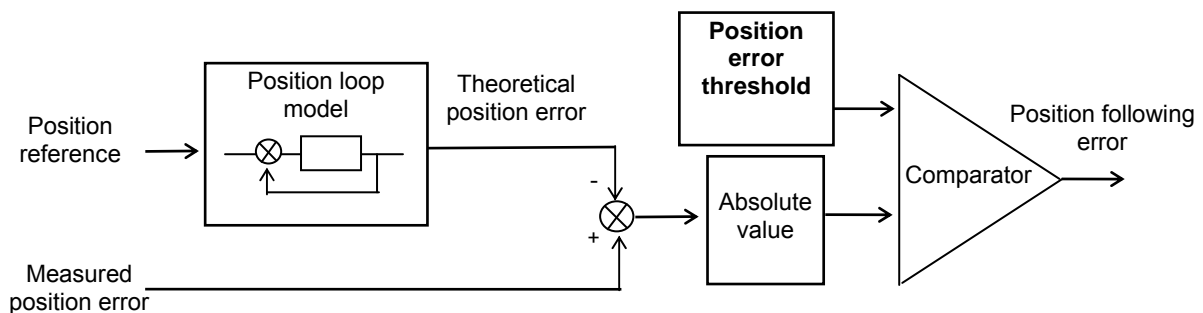 Position
reference
Position loop
model
Theoretical
position error
Position
error
threshold
-
+
Absolute
value
Comparator
Position following
error
Measured
position error